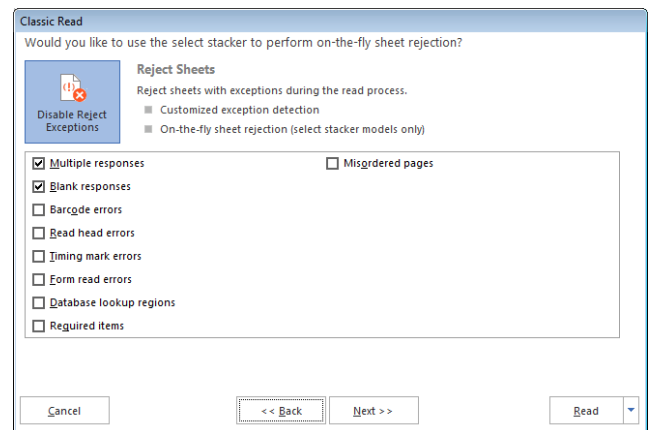 Classic Read
Would you like to use the select stacker to perform on-the-fly sheet rejection?
Disable Reject
Exceptions
Reject Sheets
Reject sheets with exceptions during the read process.
Customized exception detection
On-the-fly sheet rejection (select stacker models only)
Multiple responses
Blank responses
Barcode errors
Read head errors
Timing mark errors
Form read errors
Database lookup regions
Required items
Misordered pages
Cancel
<< Back
Next >>
Read